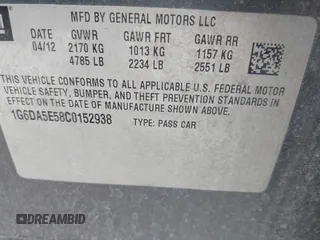 MFD BY GENERAL MOTORS LLC
DATE GVWR GAWR FRT GAWR RR
04/12 2170 KG 1013 KG 1157 KG
4785 LB 2234 LB 2551 LB
THIS VEHICLE CONFORMS TO ALL APPLICABLE U.S. FEDERAL MOTOR
VEHICLE SAFETY, BUMPER, AND THEFT PREVENTION STANDARDS IN
EFFECT ON THE DATE OF MANUFACTURE SHOWN ABOVE.
1G6DA5E58C0152938
TYPE: PASS CAR
© DREAMBID